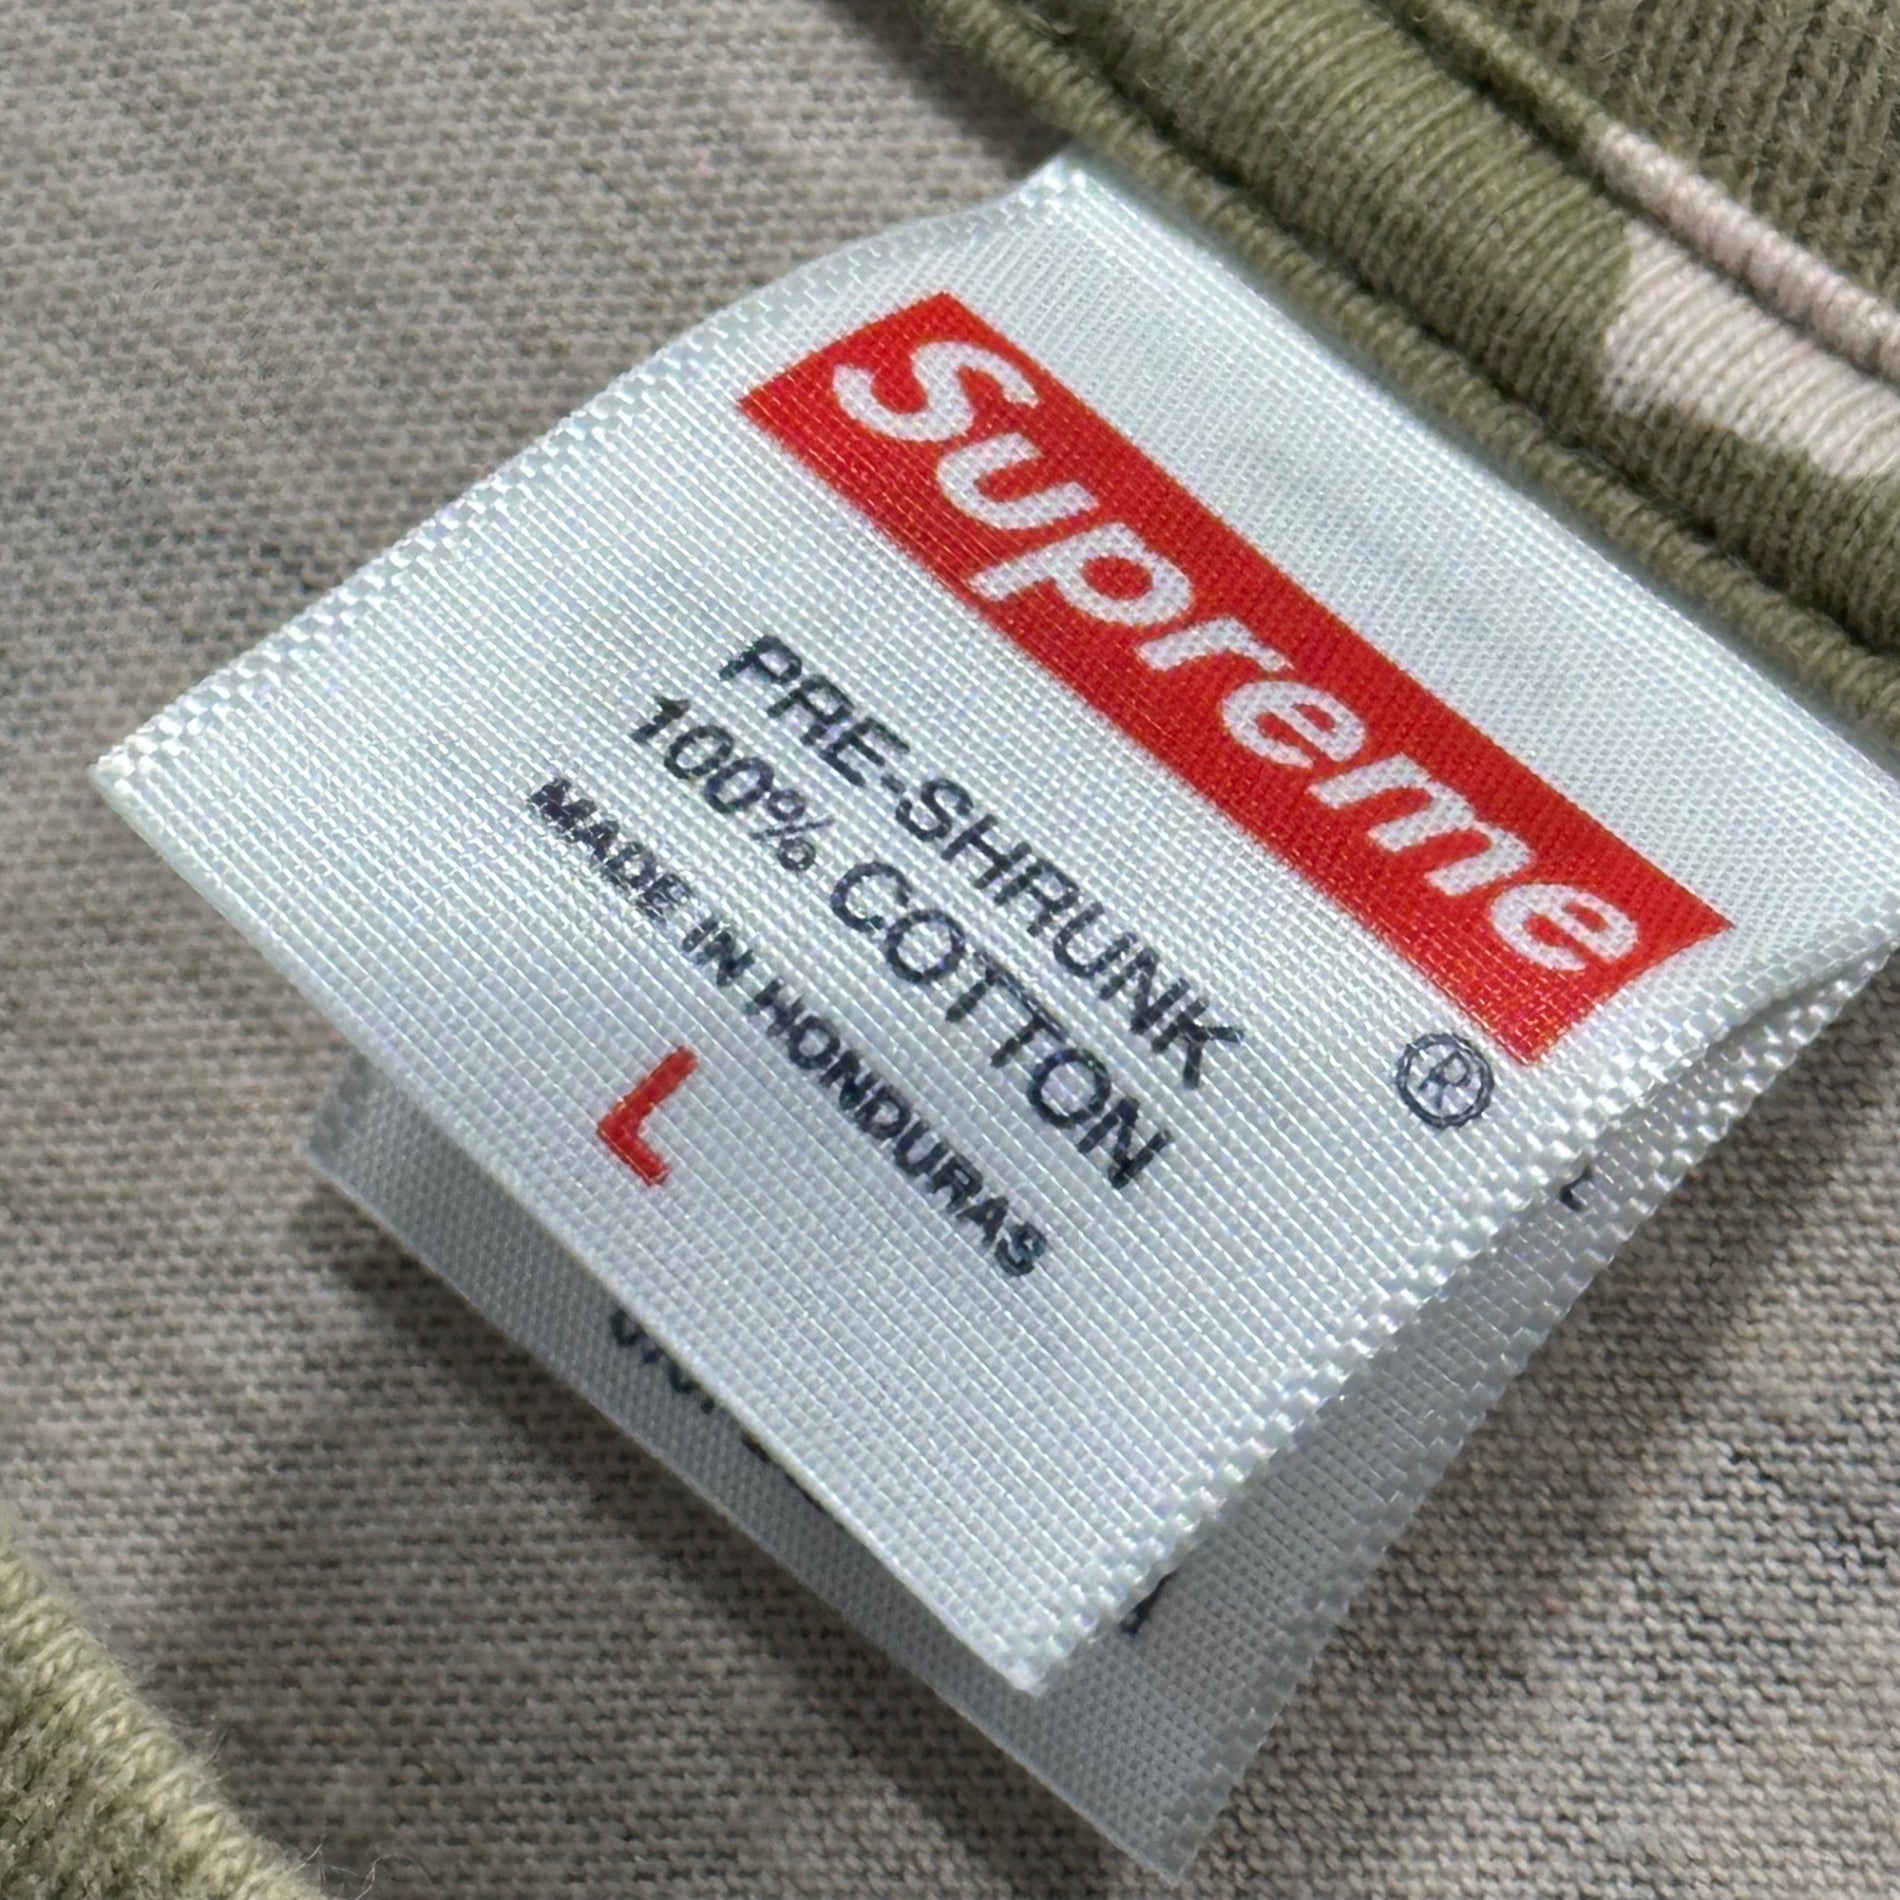 Supreme
®
PRE-SHRUNK
100% COTTON
MADE IN HONDURAS
L